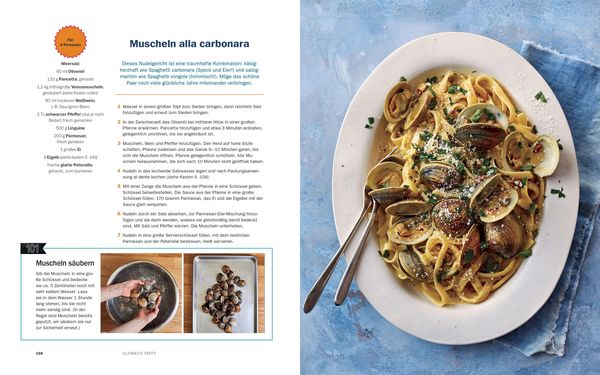 Für
4 Personen
Muscheln alla carbonara
Dieses Nudelgericht ist eine traumhafte Kombination: käsig-
herzhaft wie Spaghetti carbonara (Speck und Eier!) und salzig-
maritim wie Spaghetti vongole (himmlisch!). Möge das schöne
Paar noch viele glückliche Jahre miteinander verbringen.
Meersalz
60 ml Olivenöl
120 g Pancetta, gehackt
1,2 kg mittelgroße Venusmuscheln,
gesäubert (siehe Kasten unten)
80 ml trockener Weißwein,
z. B. Sauvignon Blanc
2 TL schwarzer Pfeffer plus je nach
Bedarf, frisch gemahlen
500 g Linguine
200 g Parmesan,
frisch gerieben
1 großes Ei
3 Eigelb (siehe Kasten S. 149)
frische glatte Petersilie,
gehackt, zum Garnieren
1 Wasser in einem großen Topf zum Sieden bringen, dann reichlich Salz
hinzufügen und erneut zum Sieden bringen.
2 In der Zwischenzeit das Olivenöl bei mittlerer Hitze in einer großen
Pfanne erwärmen. Pancetta hinzufügen und etwa 3 Minuten anbraten,
gelegentlich umrühren, bis sie angebräunt ist.
3 Muscheln, Wein und Pfeffer hinzufügen. Den Herd auf hohe Stufe
schalten, Pfanne zudecken und das Ganze 6–10 Minuten garen, bis
sich die Muscheln öffnen. Pfanne gelegentlich schütteln. Alle Mu-
scheln herausnehmen, die sich nach 10 Minuten nicht geöffnet haben.
4 Nudeln in das kochende Salzwasser legen und nach Packungsanwei-
sung al dente kochen (siehe Kasten S. 158).
5 Mit einer Zange die Muscheln aus der Pfanne in eine Schüssel geben.
Schüssel beiseitestellen. Die Sauce aus der Pfanne in eine große
Schüssel füllen. 170 Gramm Parmesan, das Ei und die Eigelbe mit der
Sauce glatt verquirlen.
6 Nudeln durch ein Sieb abseihen, zur Parmesan-Eier-Mischung hinzu-
fügen und sie darin wenden, sodass sie gleichmäßig damit bedeckt
sind. Mit Salz und Pfeffer würzen. Die Muscheln unterheben.
7 Nudeln in eine große Servierschüssel füllen, mit dem restlichen
Parmesan und der Petersilie bestreuen. Heiß servieren.
101
Muscheln säubern
Gib die Muscheln in eine gro-
ße Schüssel und bedecke
sie ca. 5 Zentimeter hoch mit
sehr kaltem Wasser. Lass
sie in dem Wasser 1 Stunde
lang stehen, bis sie nicht
mehr sandig sind. (In der
Regel sind Muscheln bereits
geputzt, wir säubern sie nur
zur Sicherheit erneut.)
154
ULTIMATIV TASTY